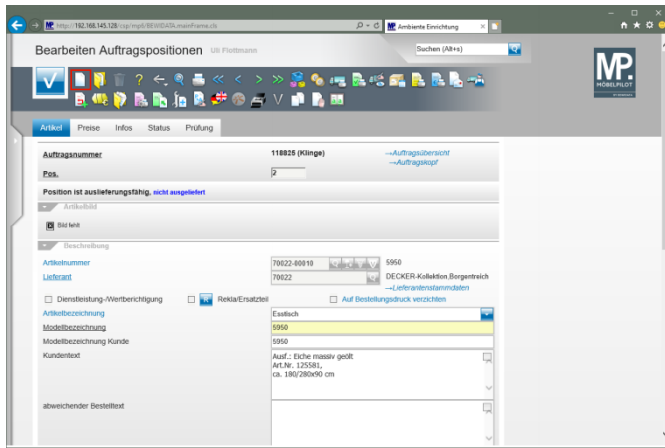 http://192.168.145.128/csp/mp6/BEWIDATA.mainFrame.cls
Ambiente Einrichtung
Bearbeiten Auftragspositionen Uli Flottmann
Suchen (Alt+s)
MP.
MÖBELPILOT
Artikel Preise Infos Status Prüfung
Auftragsnummer 118825 (Klinge) →Auftragsübersicht
→Auftragskopf
Pos. 2
Position ist auslieferungsfähig, nicht ausgeliefert
Artikelbild
Bild fehlt
Beschreibung
Artikelnummer 70022-00010 5950
Lieferant 70022 DECKER-Kollektion,Borgentreich
→Lieferantenstammdaten
Dienstleistung-/Wertberichtigung R Rekla/Ersatzteil Auf Bestellungsdruck verzichten
Artikelbezeichnung Esstisch
Modellbezeichnung 5950
Modellbezeichnung Kunde 5950
Kundentext Ausf.: Eiche massiv geölt
Art.Nr. 125581,
ca. 180/280x90 cm
abweichender Bestelltext